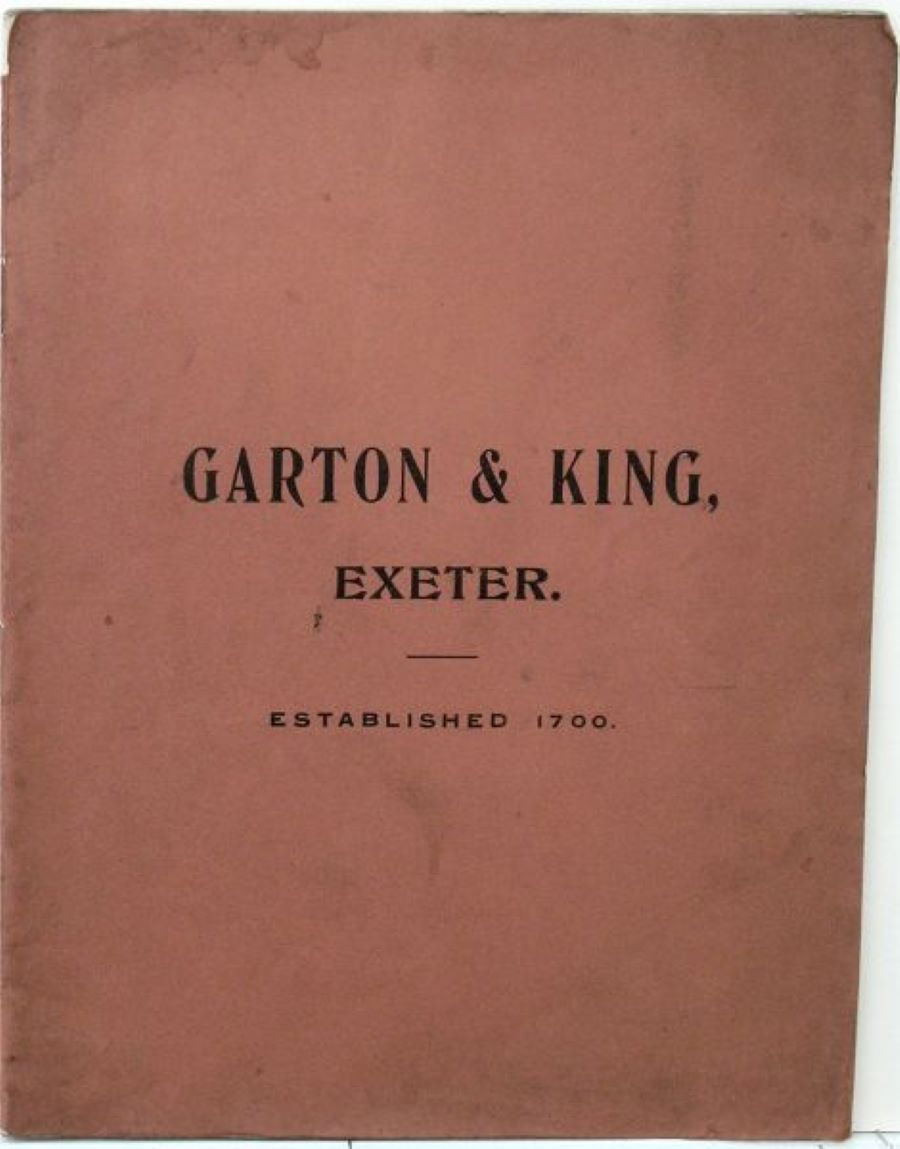 GARTON & KING,
EXETER.
ESTABLISHED 1700.